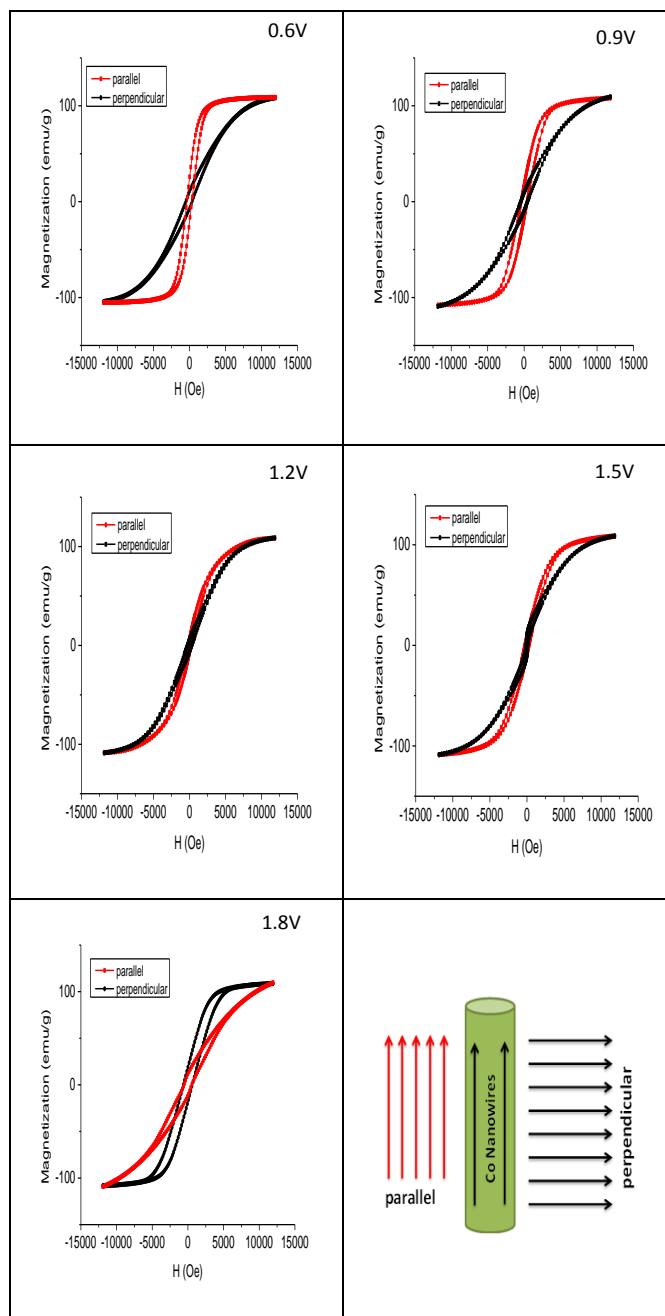 0.6V
parallel
perpendicular
Magnetization (emu/g)
100
0
-100
-15000 -10000 -5000 0 5000 10000 15000
H (Oe)
0.9V
parallel
perpendicular
Magnetization (emu/g)
100
0
-100
-15000 -10000 -5000 0 5000 10000 15000
H (Oe)
1.2V
parallel
perpendicular
Magnetization (emu/g)
100
0
-100
-15000 -10000 -5000 0 5000 10000 15000
H (Oe)
1.5V
parallel
perpendicular
Magnetization (emu/g)
100
0
-100
-15000 -10000 -5000 0 5000 10000 15000
H (Oe)
1.8V
parallel
perpendicular
Magnetization (emu/g)
100
0
-100
-15000 -10000 -5000 0 5000 10000 15000
H (Oe)
parallel
Co Nanowires
perpendicular